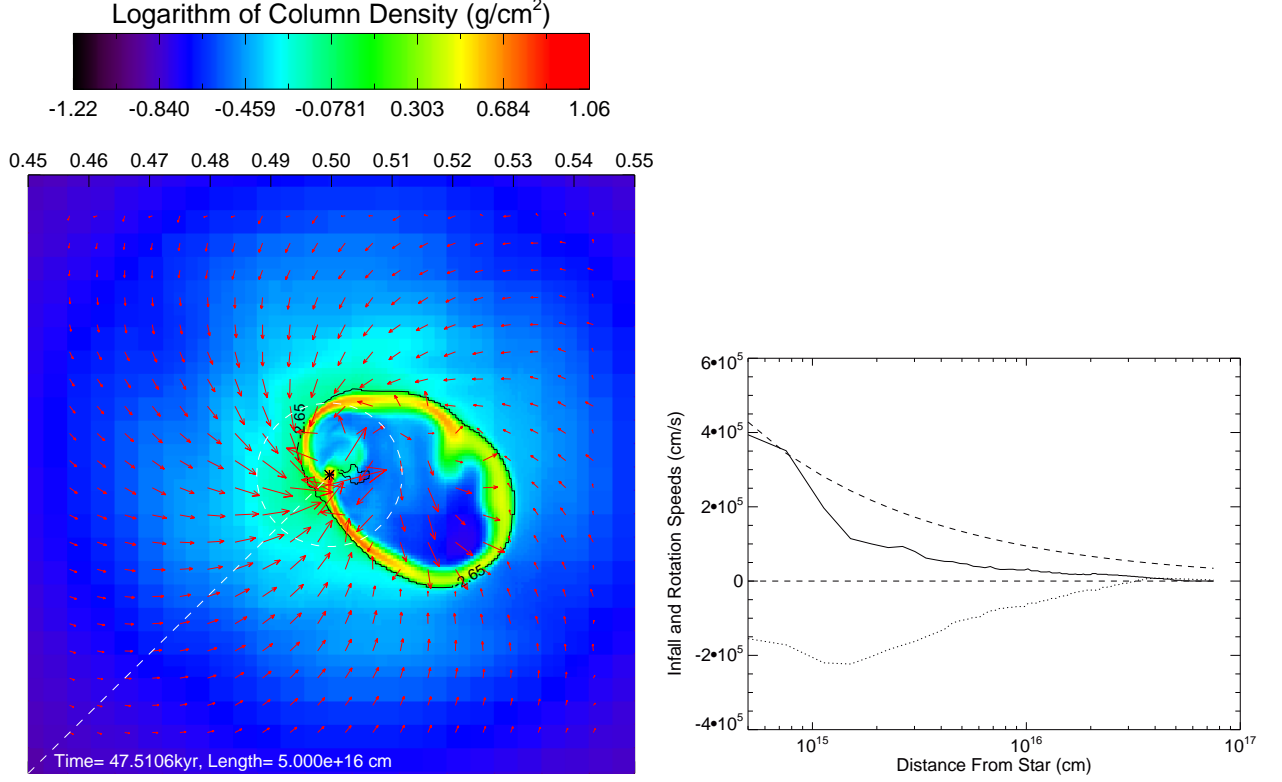 Logarithm of Column Density (g/cm²)
-1.22 -0.840 -0.459 -0.0781 0.303 0.684 1.06
0.45 0.46 0.47 0.48 0.49 0.50 0.51 0.52 0.53 0.54 0.55
-2.65
-2.65
Time= 47.5106kyr, Length= 5.000e+16 cm
Infall and Rotation Speeds (cm/s)
6•10⁵
4•10⁵
2•10⁵
0
-2•10⁵
-4•10⁵
10¹⁵ 10¹⁶ 10¹⁷
Distance From Star (cm)